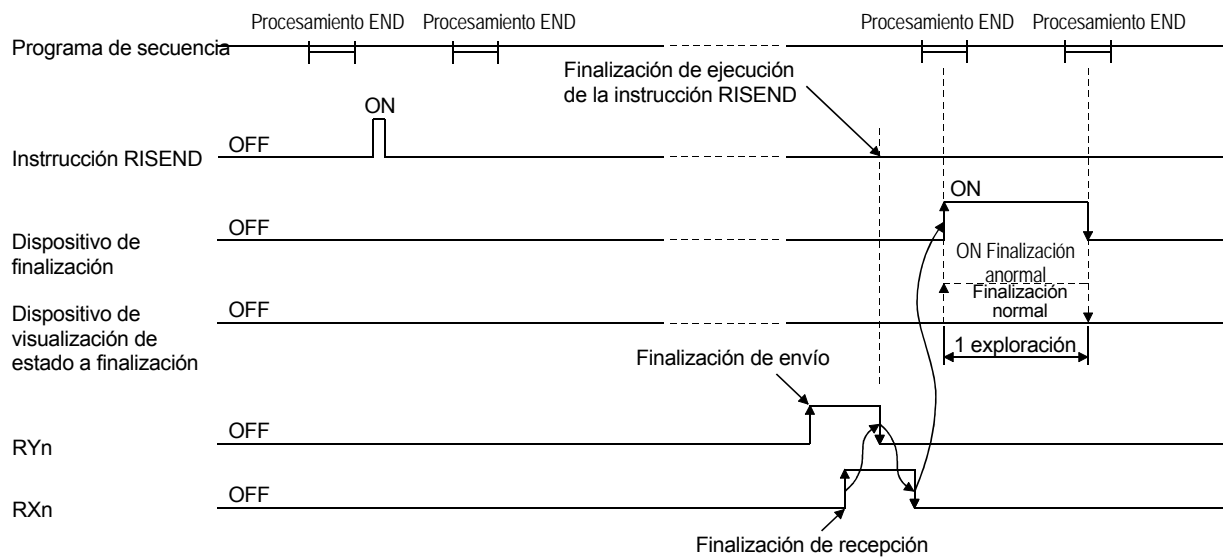 Procesamiento END
Procesamiento END
Procesamiento END
Procesamiento END
Programa de secuencia
Finalización de ejecución
de la instrucción RISEND
ON
OFF
Instrrucción RISEND
ON
OFF
Dispositivo de
finalización
ON Finalización
anormal
Finalización
normal
Dispositivo de
visualización de
estado a finalización
OFF
1 exploración
Finalización de envío
OFF
RYn
OFF
RXn
Finalización de recepción